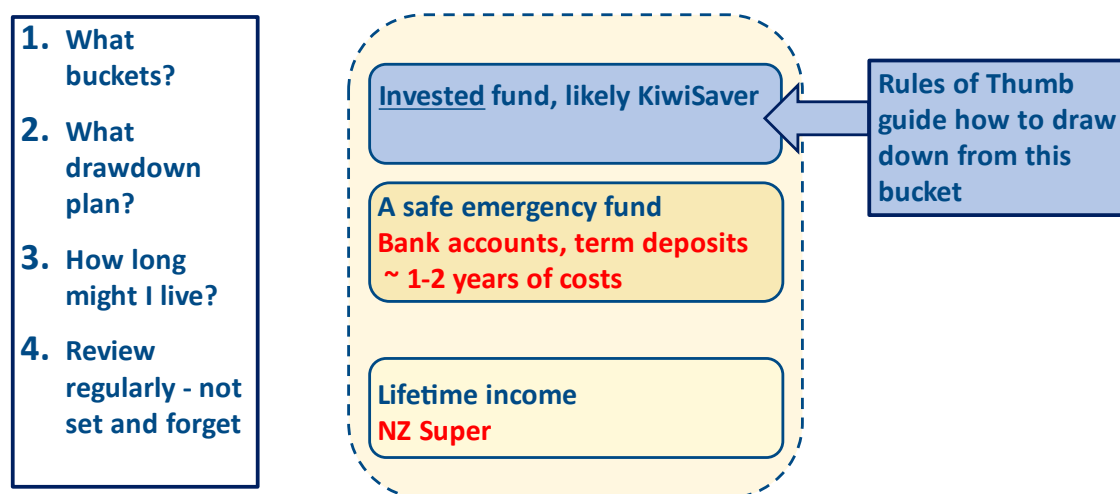 1. What
buckets?
2. What
drawdown
plan?
3. How long
might I live?
4. Review
regularly - not
set and forget
Invested fund, likely KiwiSaver
A safe emergency fund
Bank accounts, term deposits
~ 1-2 years of costs
Lifetime income
NZ Super
Rules of Thumb
guide how to draw
down from this
bucket